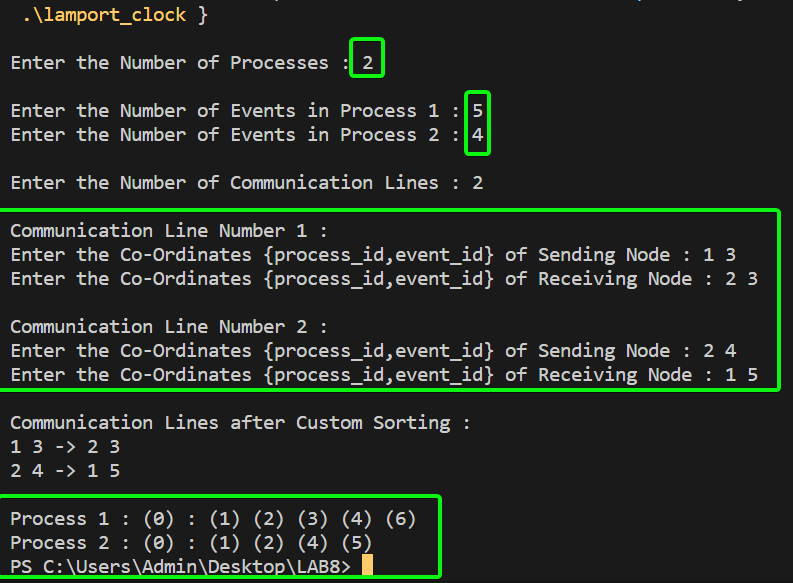 .\lamport_clock }
Enter the Number of Processes : 2
Enter the Number of Events in Process 1 : 5
Enter the Number of Events in Process 2 : 4
Enter the Number of Communication Lines : 2
Communication Line Number 1 :
Enter the Co-Ordinates {process_id,event_id} of Sending Node : 1 3
Enter the Co-Ordinates {process_id,event_id} of Receiving Node : 2 3
Communication Line Number 2 :
Enter the Co-Ordinates {process_id,event_id} of Sending Node : 2 4
Enter the Co-Ordinates {process_id,event_id} of Receiving Node : 1 5
Communication Lines after Custom Sorting :
1 3 -> 2 3
2 4 -> 1 5
Process 1 : (0) : (1) (2) (3) (4) (6)
Process 2 : (0) : (1) (2) (4) (5)
PS C:\Users\Admin\Desktop\LAB8>